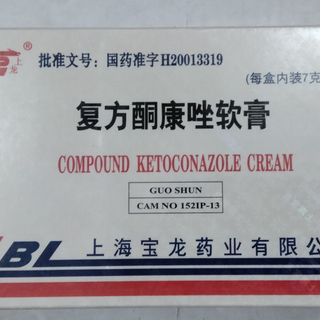 上龙
®
批准文号：国药准字H20013319
(每盒内装7克
复方酮康唑软膏
COMPOUND KETOCONAZOLE CREAM
GUO SHUN
CAM NO 152IP-13
BL
上海宝龙药业有限公